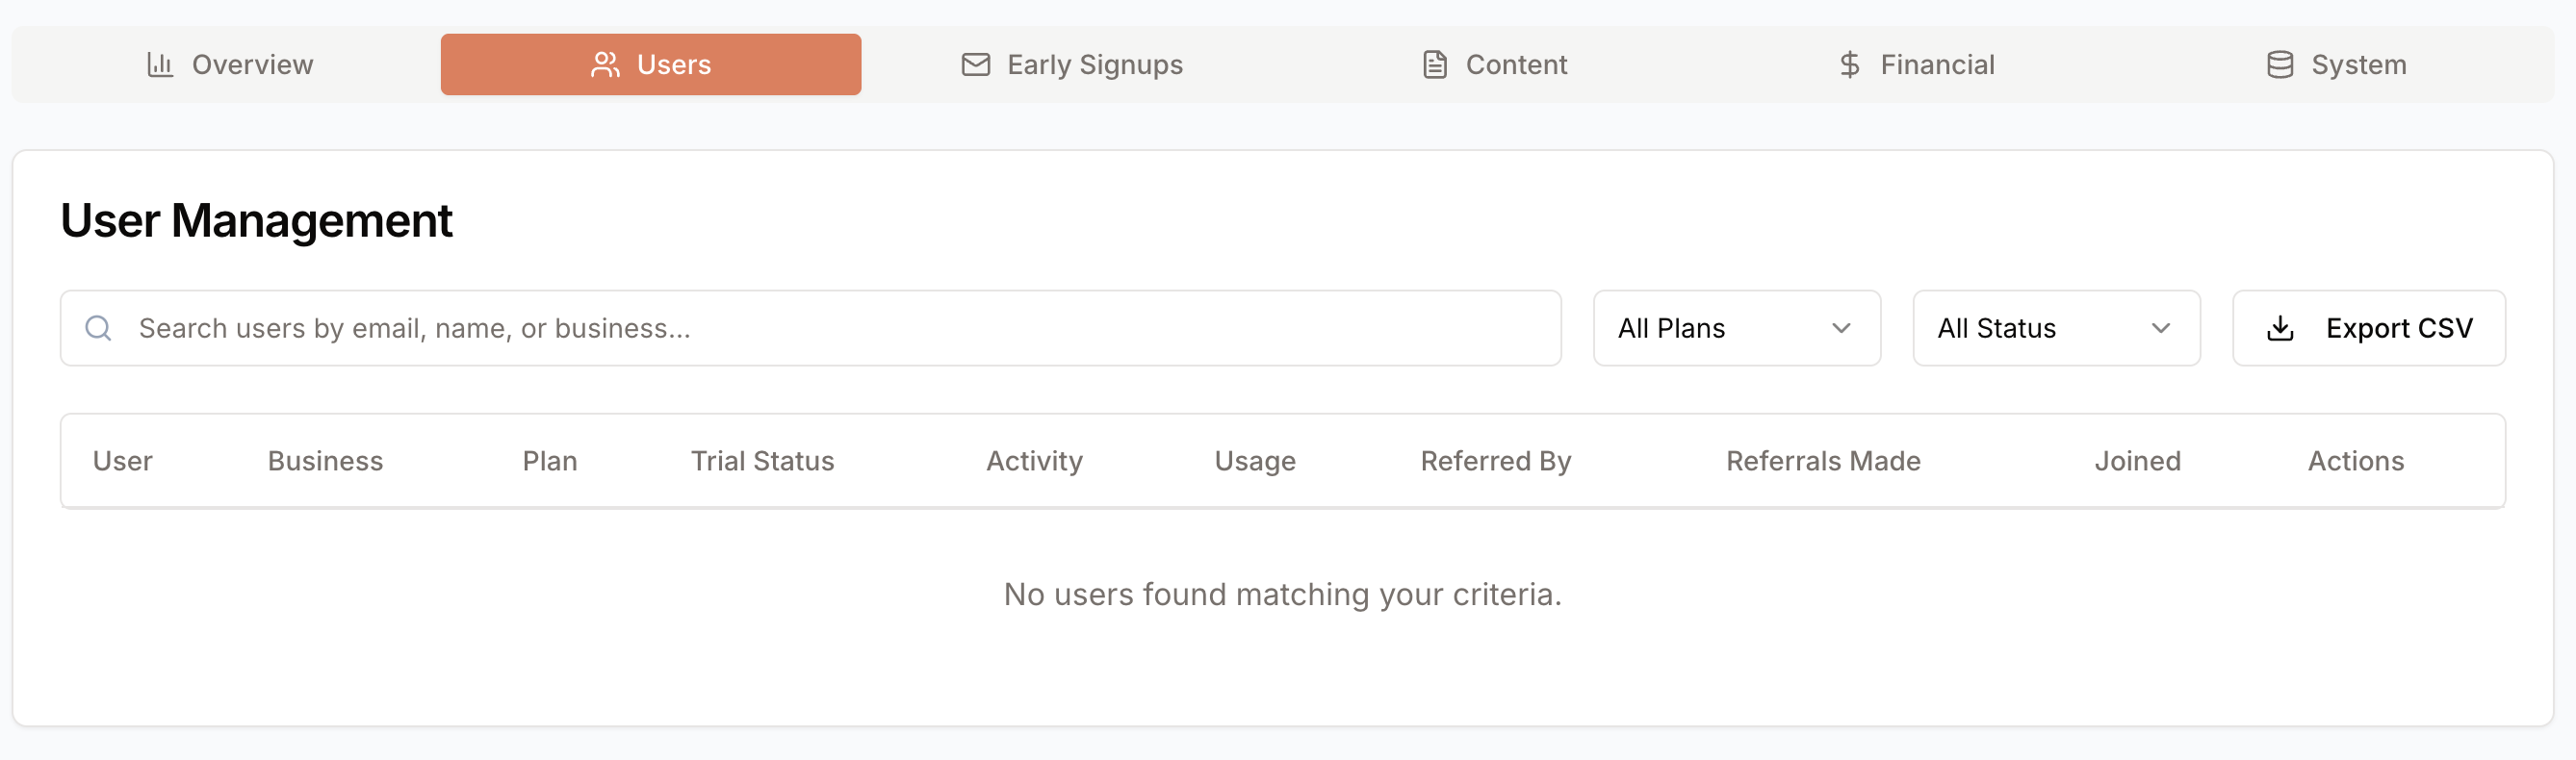 Overview Users Early Signups Content Financial System
User Management
Search users by email, name, or business... All Plans All Status Export CSV
User Business Plan Trial Status Activity Usage Referred By Referrals Made Joined Actions
No users found matching your criteria.